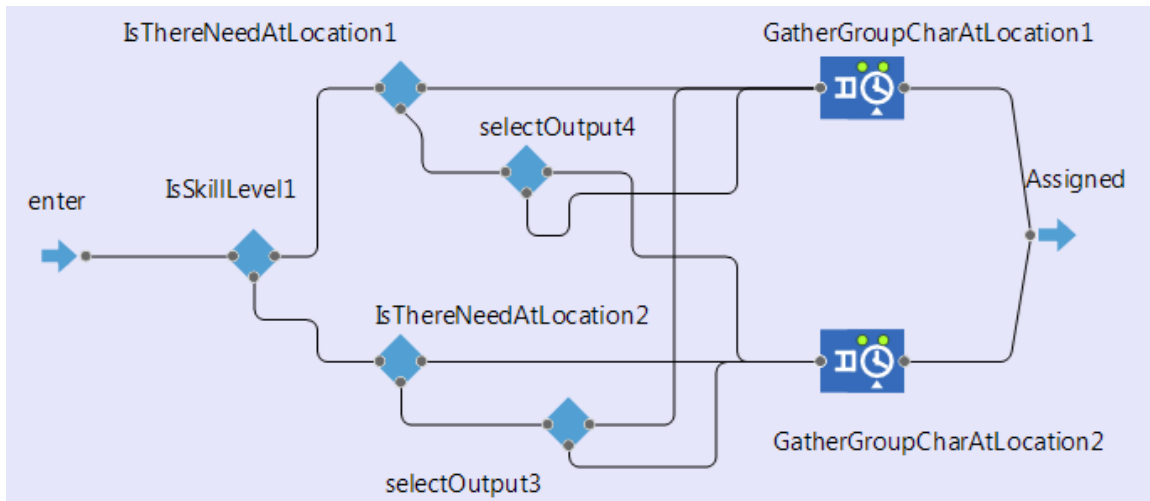 IsThereNeedAtLocation1
GatherGroupCharAtLocation1
selectOutput4
enter
IsSkillLevel1
Assigned
IsThereNeedAtLocation2
GatherGroupCharAtLocation2
selectOutput3